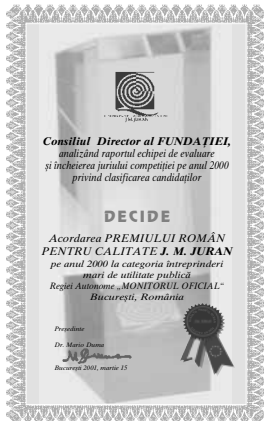 J.M.JURAN
Consiliul Director al FUNDAȚIEI,
analizând raportul echipei de evaluare
și încheierea juriului competiției pe anul 2000
privind clasificarea candidaților
DECIDE
Acordarea PREMIULUI ROMÂN
PENTRU CALITATE J. M. JURAN
pe anul 2000 la categoria întreprinderi
mari de utilitate publică
Regiei Autonome „MONITORUL OFICIAL“
București, România
Președinte
Dr. Mario Duma
București 2001, martie 15